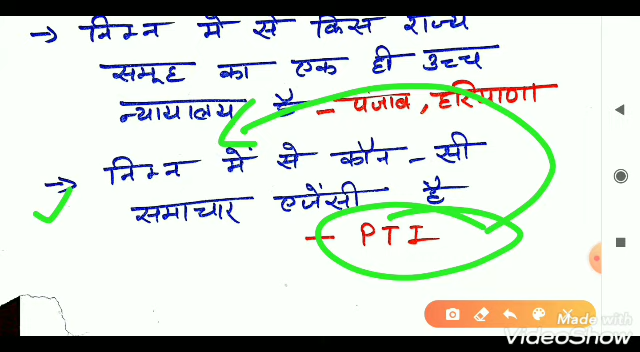 → निम्न में से किस राज्य
समूह का एक ही उच्च
न्यायालय है – पंजाब, हरियाणा
→ निम्न में से कौन - सी
समाचार एजेंसी है
– PTI
Made with
VideoShow